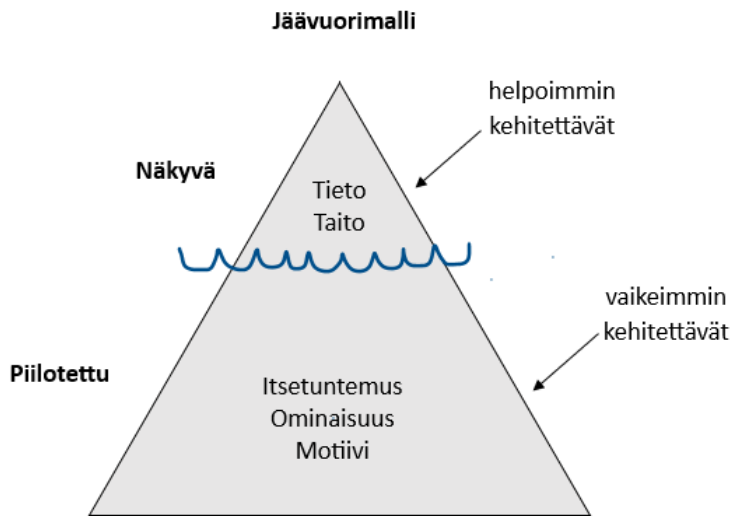 Jäävuorimalli
helpoimmin
kehitettävät
Näkyvä
Tieto
Taito
vaikeimmin
kehitettävät
Piilotettu
Itsetuntemus
Ominaisuus
Motiivi